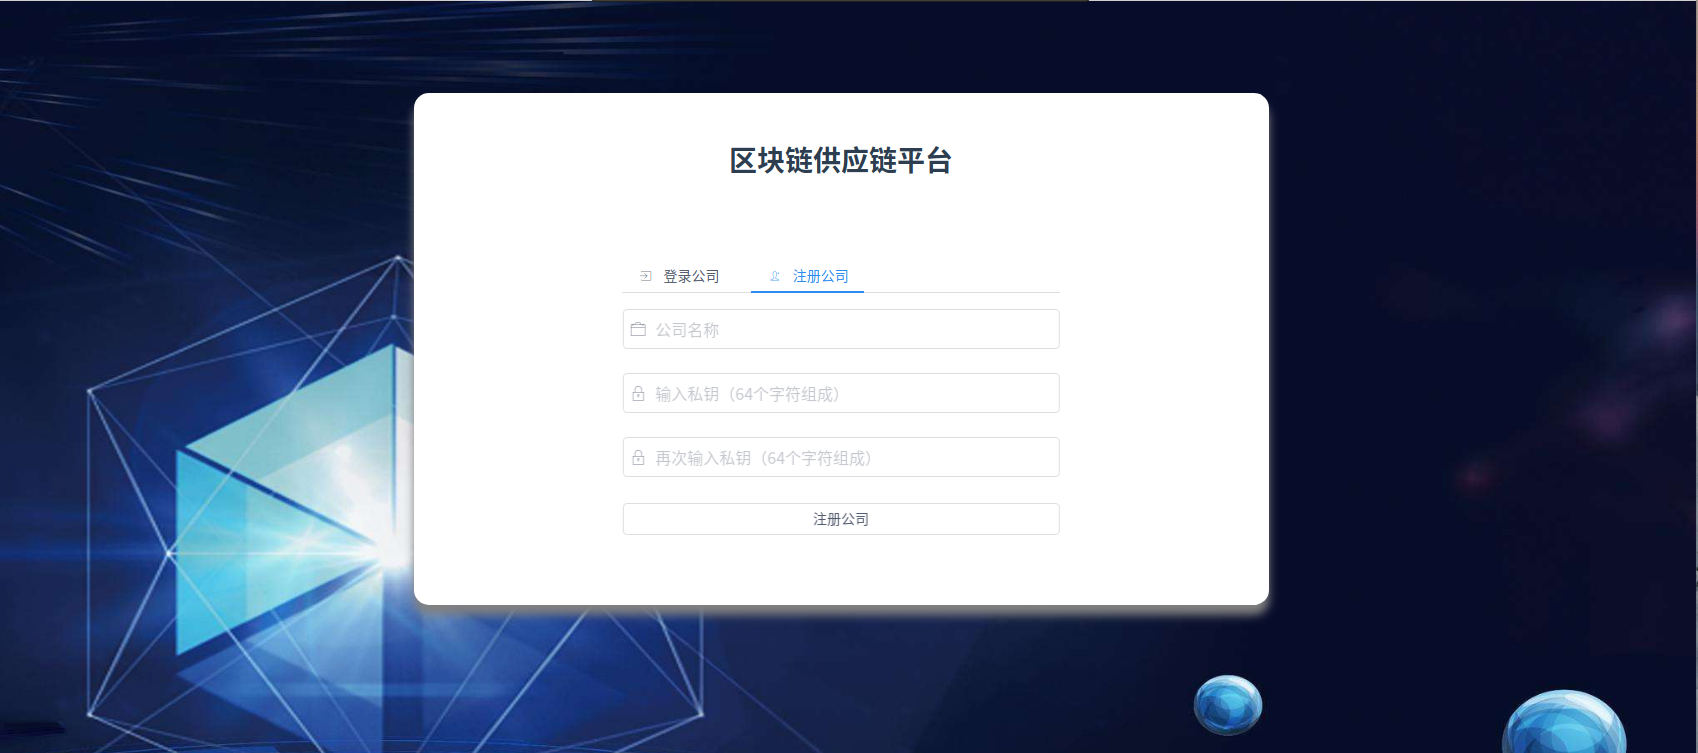 区块链供应链平台
登录公司 注册公司
公司名称
输入私钥（64个字符组成）
再次输入私钥（64个字符组成）
注册公司